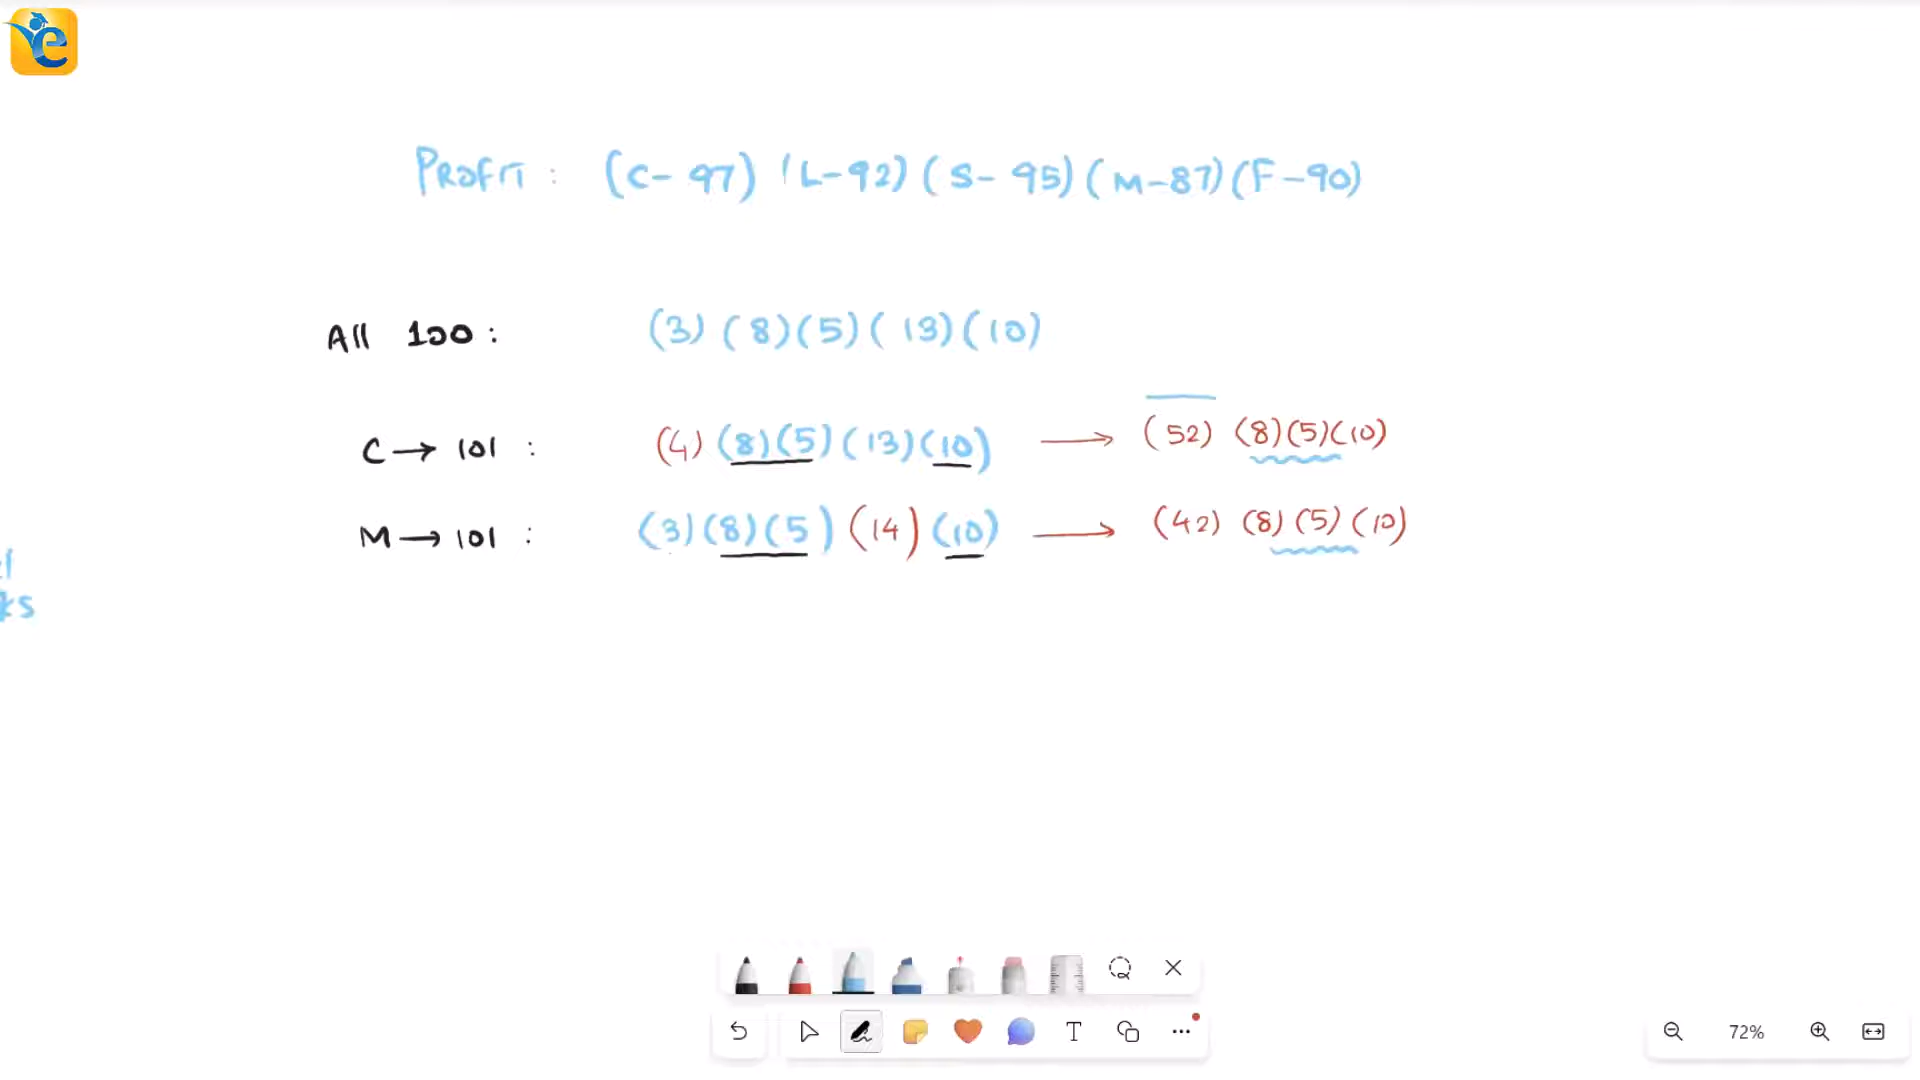 PROFIT : (C- 97) (L-92) (S- 95) (M-87) (F-90)
All 100 : (3) (8) (5) (13) (10)
C → 101 : (4) (8) (5) (13) (10) → (52) (8) (5) (10)
M → 101 : (3) (8) (5) (14) (10) → (42) (8) (5) (10)
ks
72%